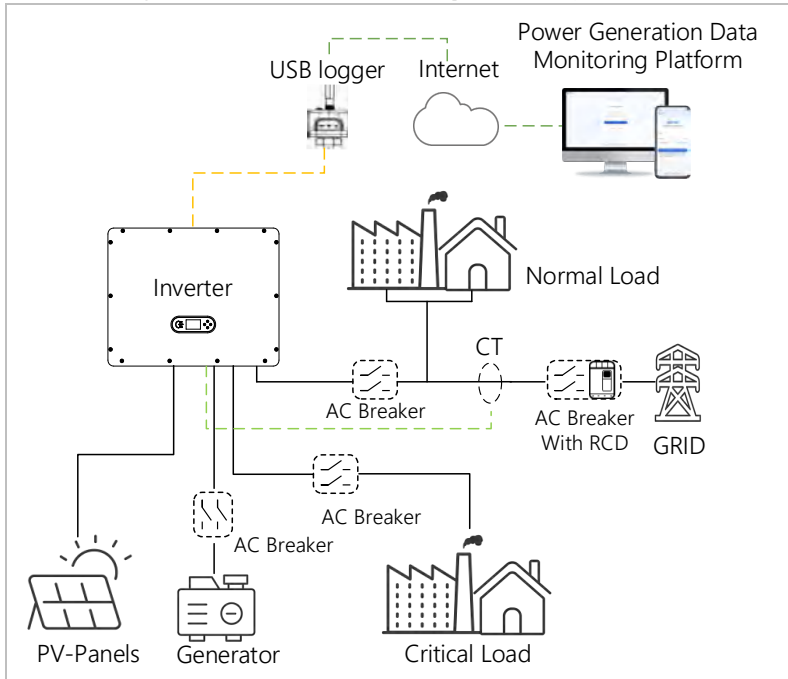 Power Generation Data
Monitoring Platform
USB logger
Internet
Inverter
Normal Load
CT
AC Breaker
AC Breaker
With RCD
GRID
AC Breaker
AC Breaker
PV-Panels
Generator
Critical Load